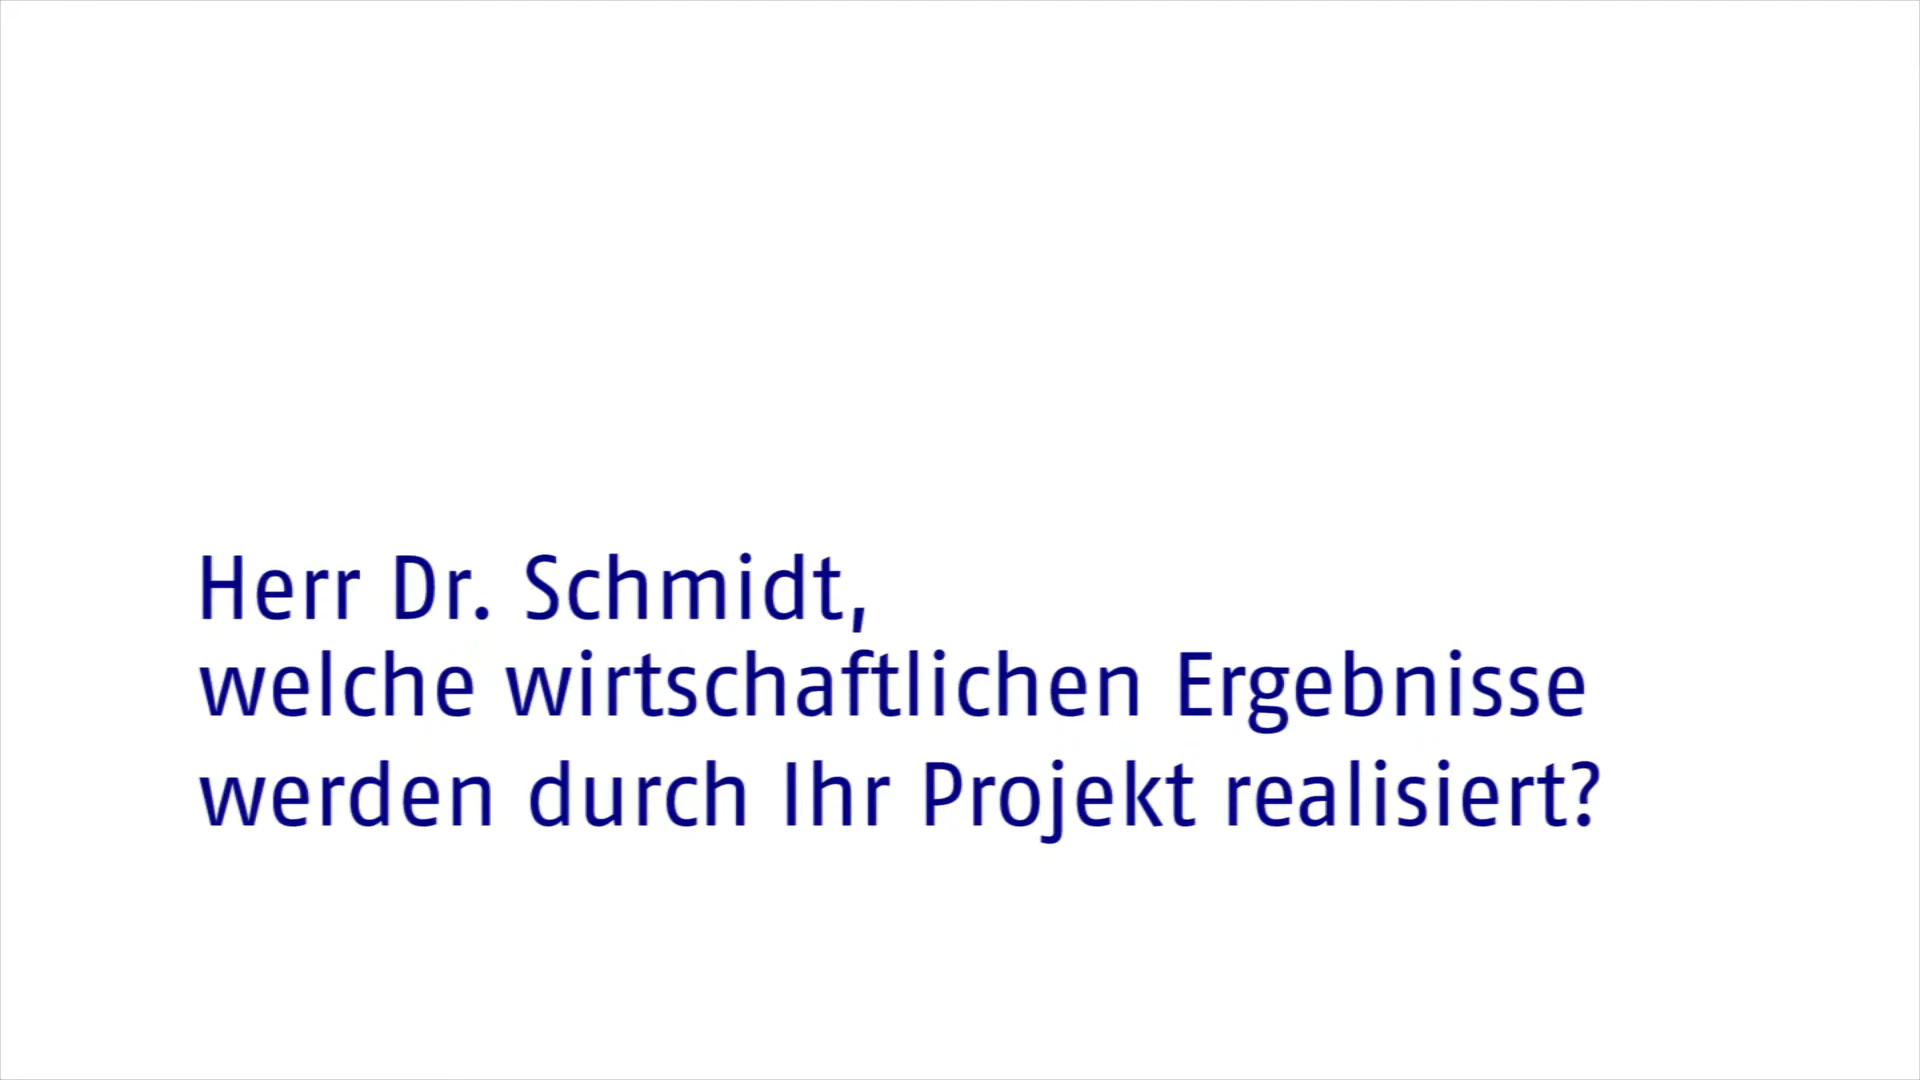 Herr Dr. Schmidt,
welche wirtschaftlichen Ergebnisse
werden durch Ihr Projekt realisiert?